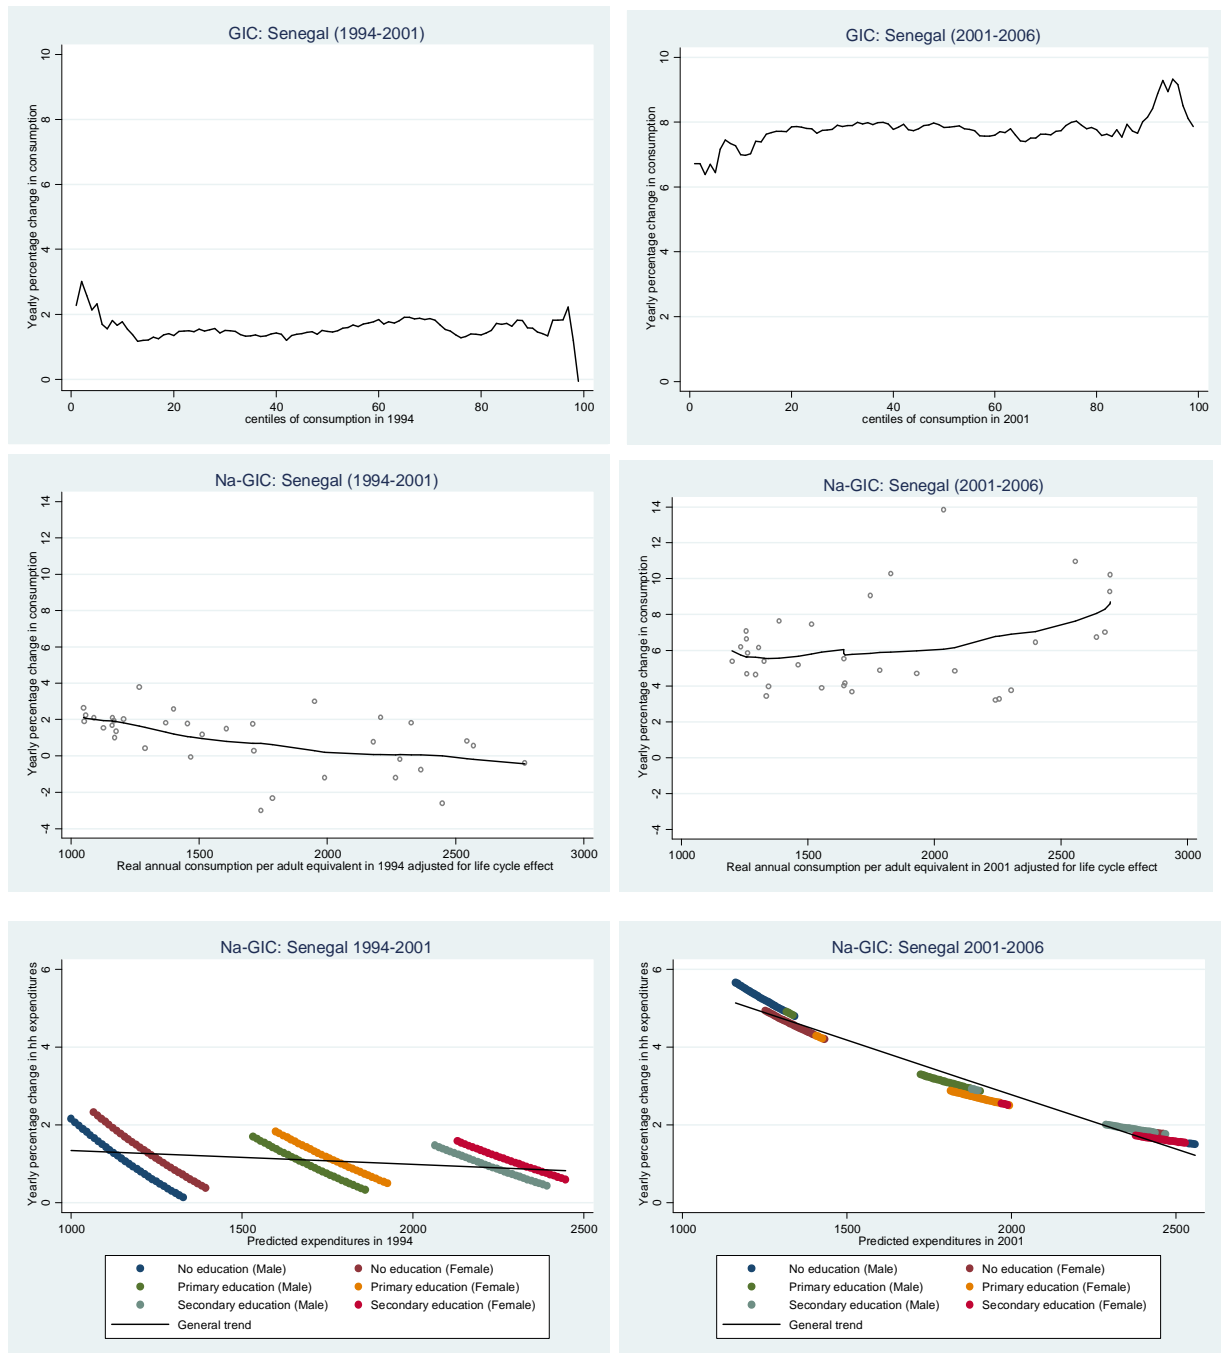 GIC: Senegal (1994-2001)
Yearly percentage change in consumption
10
8
6
4
2
0
0 20 40 60 80 100
centiles of consumption in 1994
GIC: Senegal (2001-2006)
Yearly percentage change in consumption
10
8
6
4
2
0
0 20 40 60 80 100
centiles of consumption in 2001
Na-GIC: Senegal (1994-2001)
Yearly percentage change in consumption
14
12
10
8
6
4
2
0
-2
-4
1000 1500 2000 2500 3000
Real annual consumption per adult equivalent in 1994 adjusted for life cycle effect
Na-GIC: Senegal (2001-2006)
Yearly percentage change in consumption
14
12
10
8
6
4
2
0
-2
-4
1000 1500 2000 2500 3000
Real annual consumption per adult equivalent in 2001 adjusted for life cycle effect
Na-GIC: Senegal 1994-2001
Yearly percentage change in hh expenditures
6
4
2
0
1000 1500 2000 2500
Predicted expenditures in 1994
No education (Male) No education (Female)
Primary education (Male) Primary education (Female)
Secondary education (Male) Secondary education (Female)
General trend
Na-GIC: Senegal 2001-2006
Yearly percentage change in hh expenditures
6
4
2
0
1000 1500 2000 2500
Predicted expenditures in 2001
No education (Male) No education (Female)
Primary education (Male) Primary education (Female)
Secondary education (Male) Secondary education (Female)
General trend